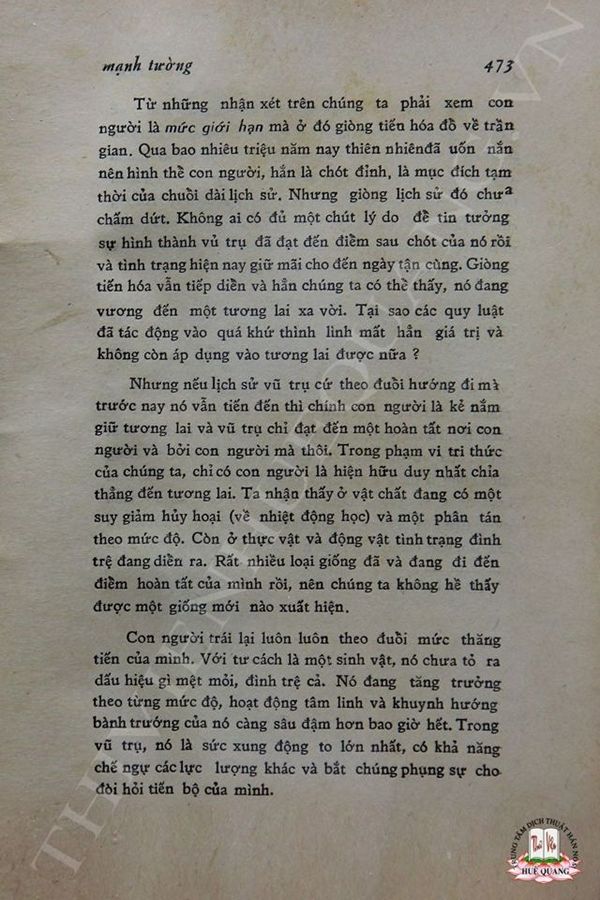 mạnh tường 473
Từ những nhận xét trên chúng ta phải xem con
người là mức giới hạn mà ở đó giòng tiến hóa đổ về trần
gian. Qua bao nhiêu triệu năm nay thiên nhiênđã uốn nắn
nên hình thể con người, hắn là chót đỉnh, là mục đích tạm
thời của chuỗi dài lịch sử. Nhưng giòng lịch sử đó chưa
chấm dứt. Không ai có đủ một chút lý do để tin tưởng
sự hình thành vủ trụ đã đạt đến điểm sau chót của nó rồi
và tình trạng hiện nay giữ mãi cho đến ngày tận cùng. Giòng
tiến hóa vẫn tiếp diễn và hẳn chúng ta có thể thấy, nó đang
vương đến một tương lai xa vời. Tại sao các quy luật
đã tác động vào quá khứ thình lình mất hẳn giá trị và
không còn áp dụng vào tương lai được nữa ?
Nhưng nếu lịch sử vũ trụ cứ theo đuổi hướng đi mà
trước nay nó vẫn tiến đến thì chính con người là kẻ nắm
giữ tương lai và vũ trụ chỉ đạt đến một hoàn tất nơi con
người và bởi con người mà thôi. Trong phạm vi tri thức
của chúng ta, chỉ có con người là hiện hữu duy nhất chia
thẳng đến tương lai. Ta nhận thấy ở vật chất đang có một
suy giảm hủy hoại (về nhiệt động học) và một phân tán
theo mức độ. Còn ở thực vật và động vật tình trạng đình
trệ đang diễn ra. Rất nhiều loại giống đã và đang đi đến
điểm hoàn tất của mình rồi, nên chúng ta không hề thấy
được một giống mới nào xuất hiện.
Con người trái lại luôn luôn theo đuổi mức thăng
tiến của mình. Với tư cách là một sinh vật, nó chưa tỏ ra
dấu hiệu gì mệt mỏi, đình trệ cả. Nó đang tăng trưởng
theo từng mức độ, hoạt động tâm linh và khuynh hướng
bành trướng của nó càng sâu đậm hơn bao giờ hết. Trong
vũ trụ, nó là sức xung động to lớn nhất, có khả năng
chế ngự các lực lượng khác và bắt chúng phụng sự cho
đòi hỏi tiến bộ của mình.
TRUNG TÂM DỊCH THUẬT HÁN NÔM
HUỆ QUANG